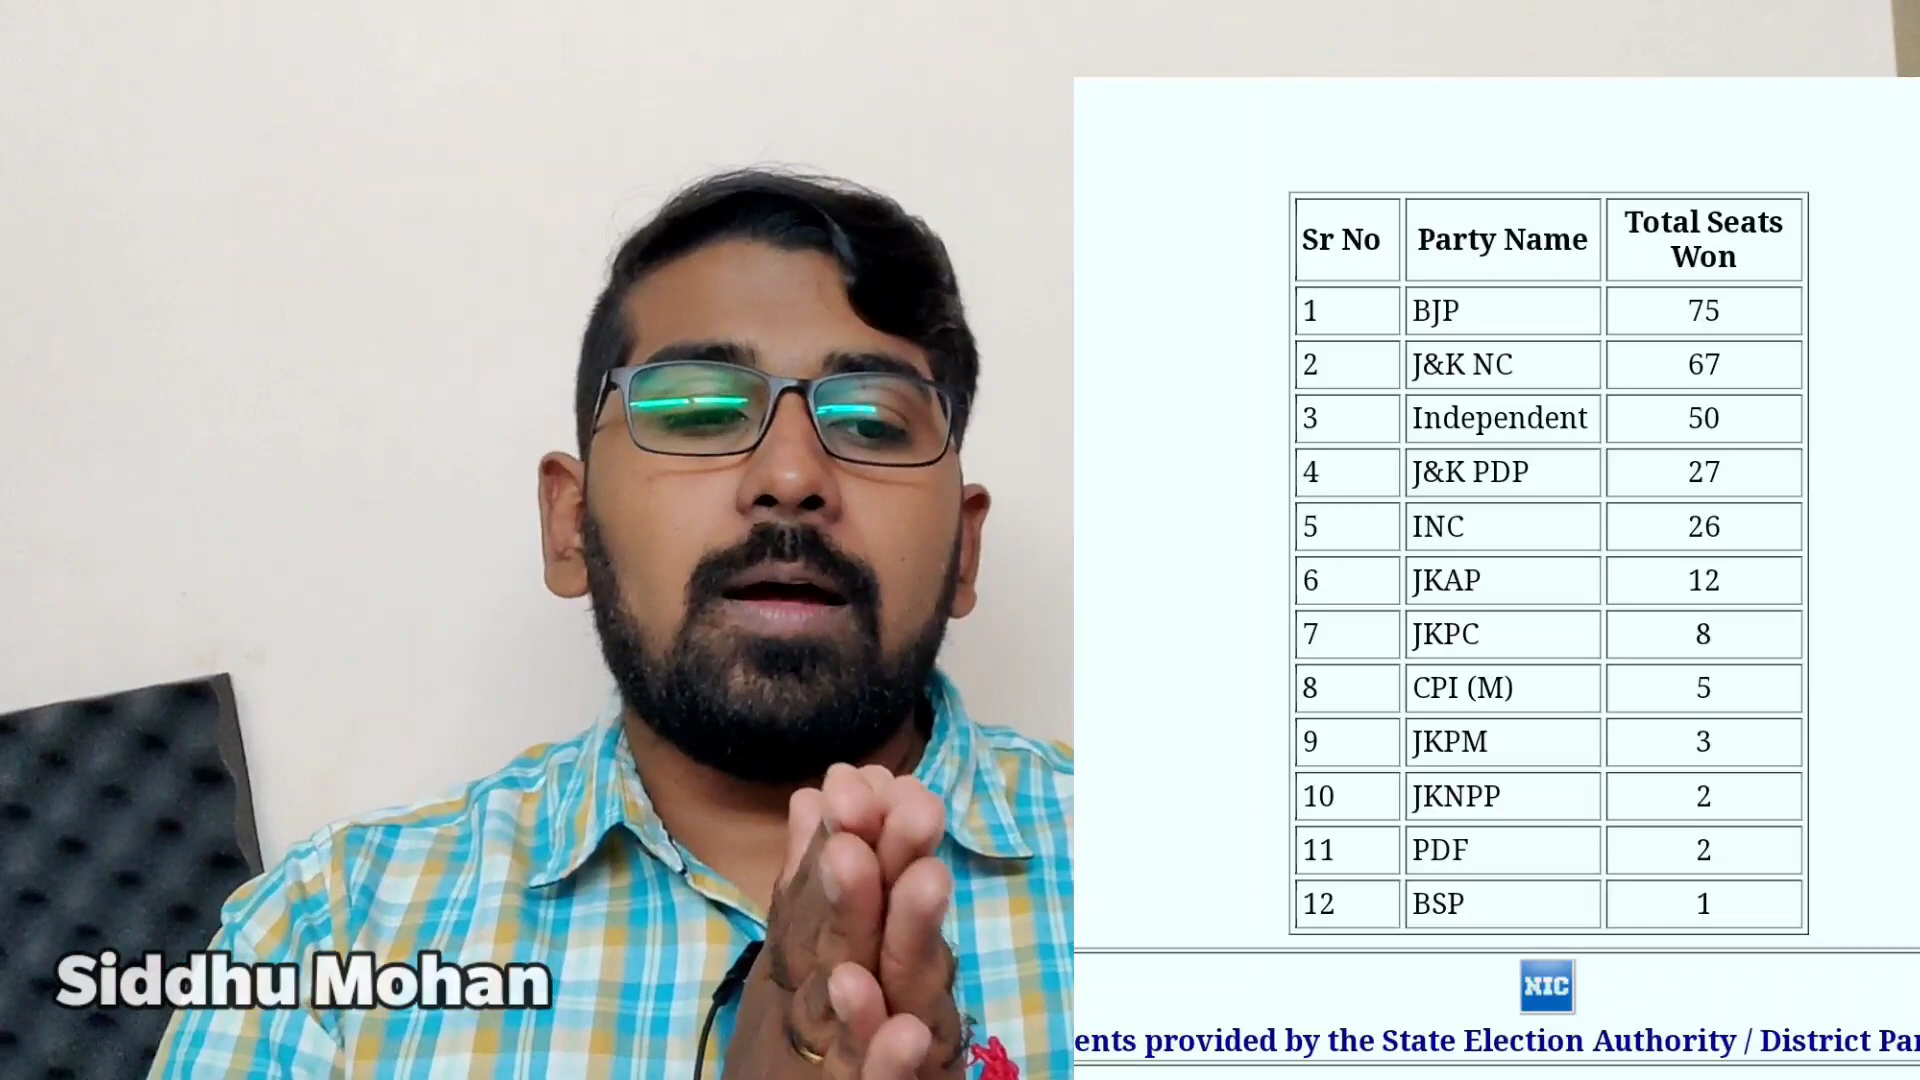 Sr No Party Name Total Seats Won
1 BJP 75
2 J&K NC 67
3 Independent 50
4 J&K PDP 27
5 INC 26
6 JKAP 12
7 JKPC 8
8 CPI (M) 5
9 JKPM 3
10 JKNPP 2
11 PDF 2
12 BSP 1
NIC
ents provided by the State Election Authority / District
Siddhu Mohan